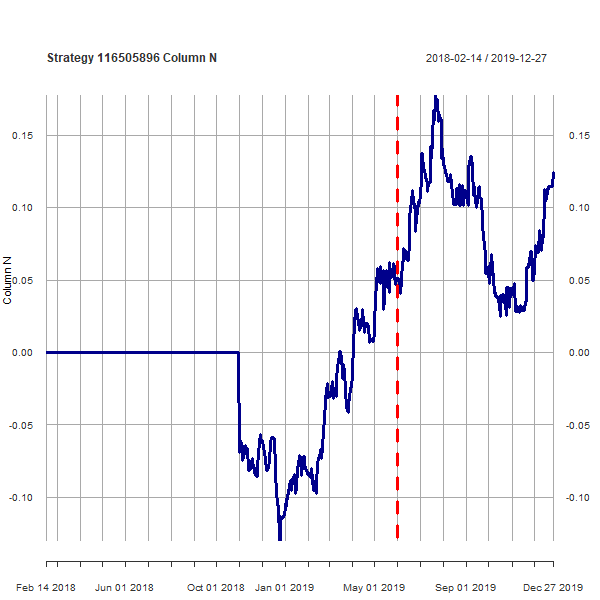 Strategy 116505896 Column N
2018-02-14 / 2019-12-27
0.15
0.15
0.10
0.10
0.05
0.05
0.00
0.00
-0.05
-0.05
-0.10
-0.10
Column N
Feb 14 2018
Jun 01 2018
Oct 01 2018
Jan 01 2019
May 01 2019
Sep 01 2019
Dec 27 2019